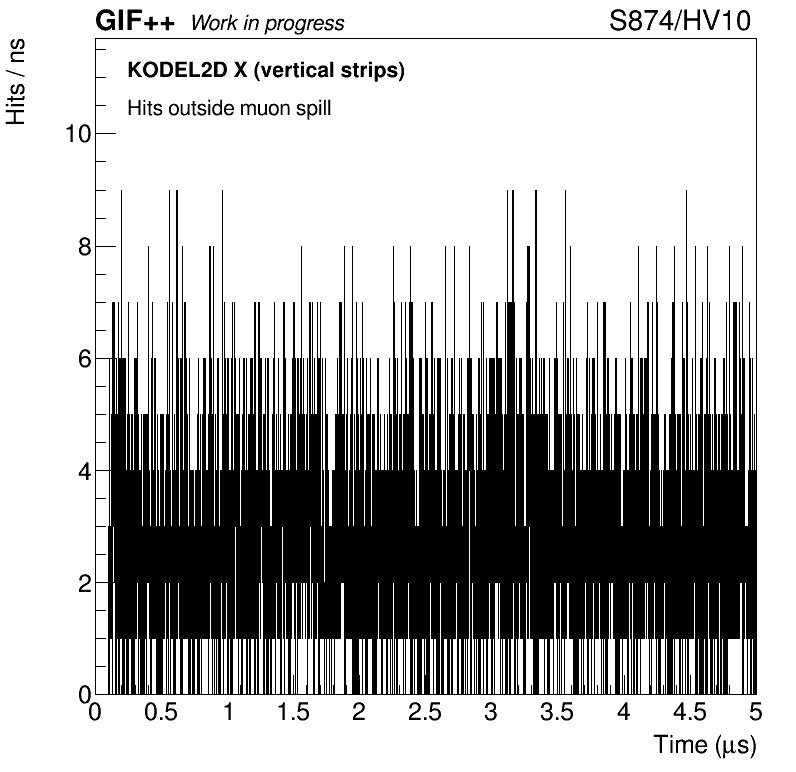 GIF++ Work in progress S874/HV10
Hits / ns
KODEL2D X (vertical strips)
Hits outside muon spill
10
8
6
4
2
0
0 0.5 1 1.5 2 2.5 3 3.5 4 4.5 5
Time (μs)